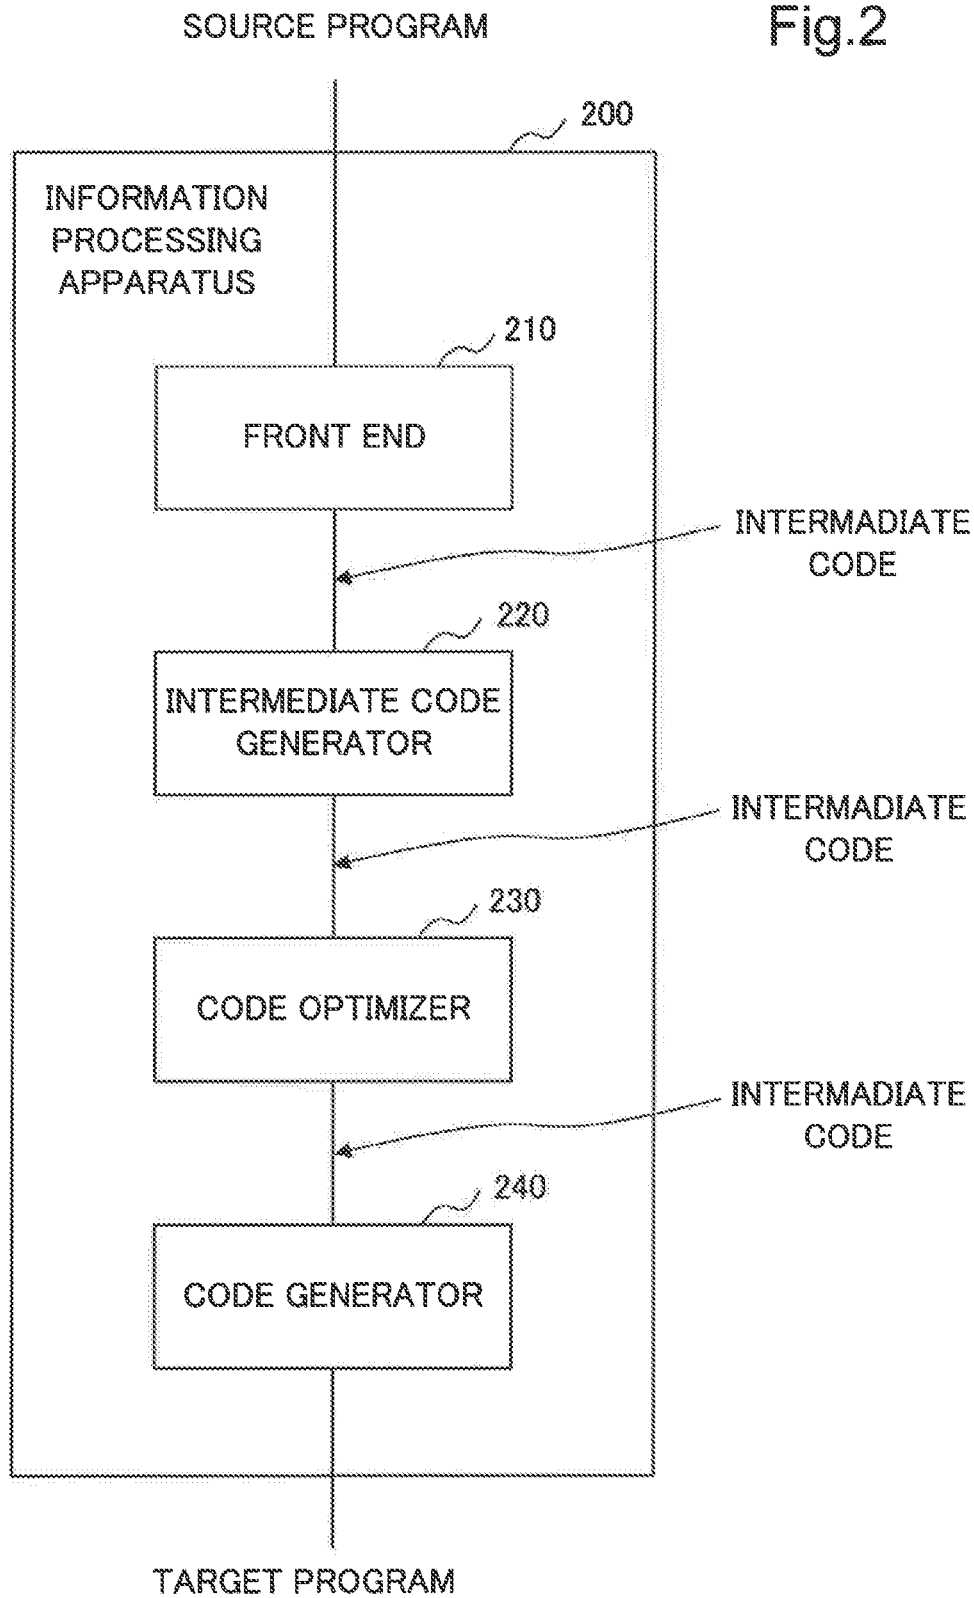 SOURCE PROGRAM
Fig.2
200
INFORMATION
PROCESSING
APPARATUS
210
FRONT END
INTERMADIATE
CODE
220
INTERMEDIATE CODE
GENERATOR
INTERMADIATE
CODE
230
CODE OPTIMIZER
INTERMADIATE
CODE
240
CODE GENERATOR
TARGET PROGRAM